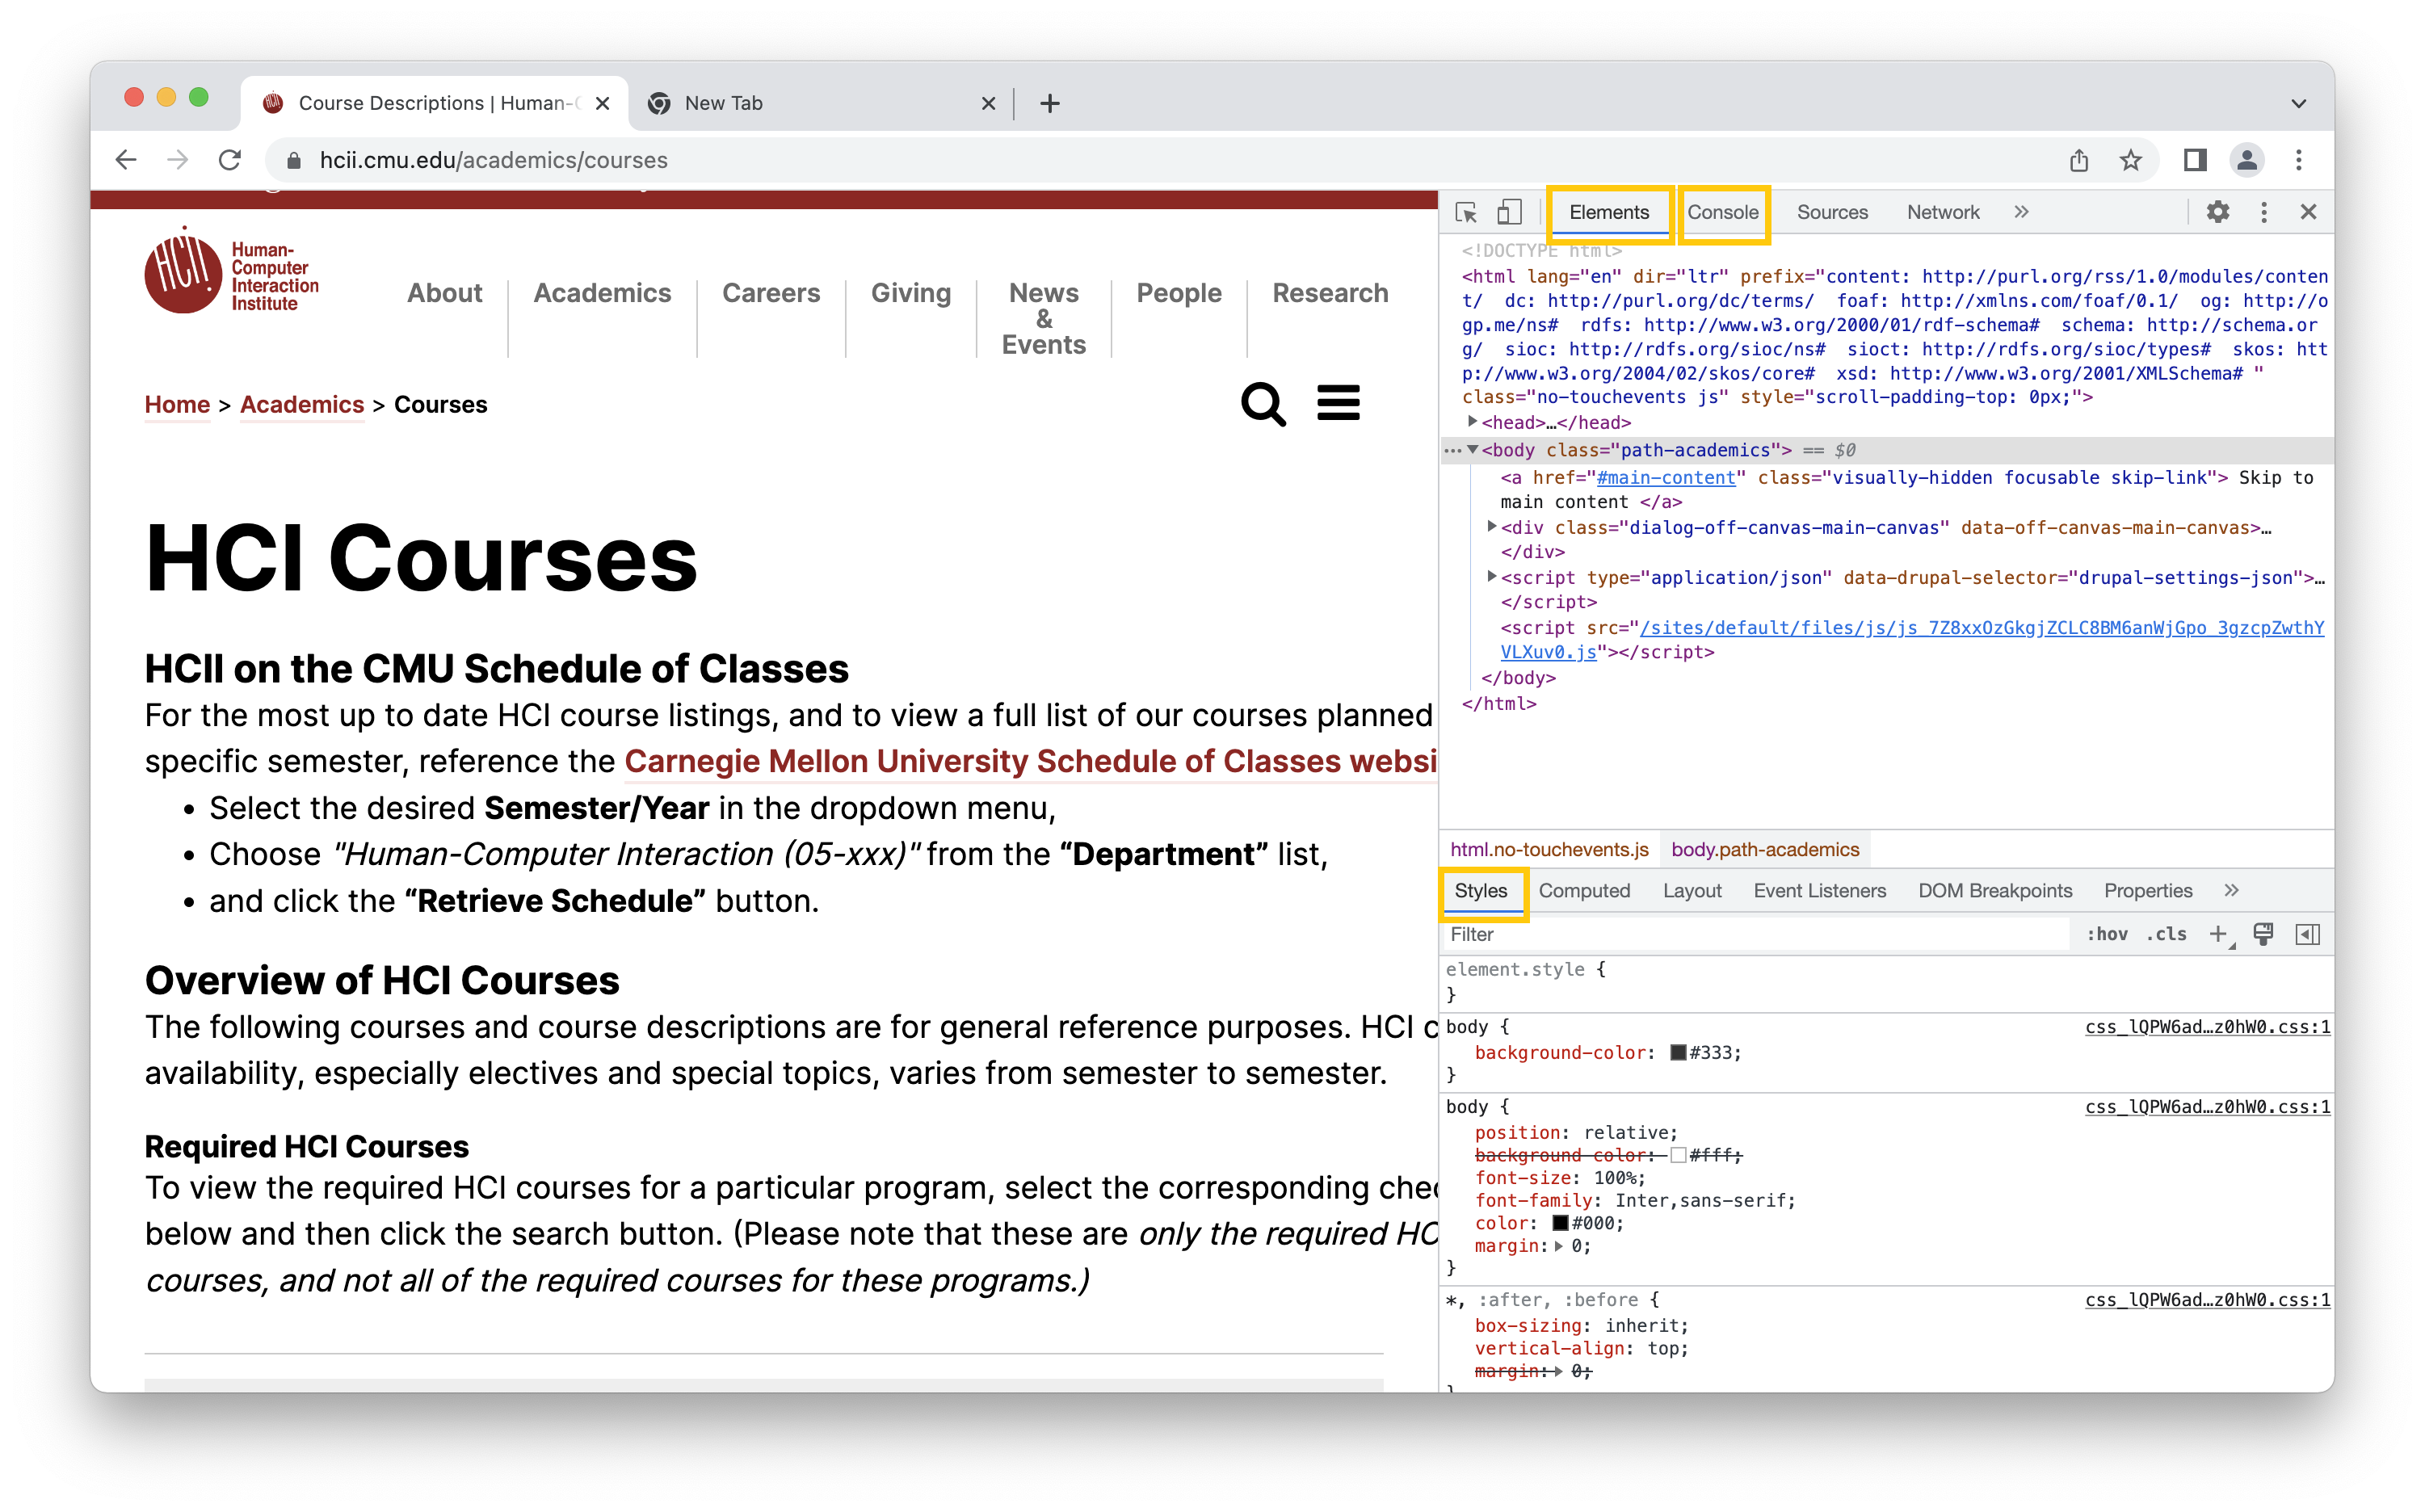 Course Descriptions | Human-
New Tab
hcii.cmu.edu/academics/courses
HCII
Human-
Computer
Interaction
Institute
About
Academics
Careers
Giving
News
&
Events
People
Research
Home > Academics > Courses
HCI Courses
HCII on the CMU Schedule of Classes
For the most up to date HCI course listings, and to view a full list of our courses planned
specific semester, reference the Carnegie Mellon University Schedule of Classes websi
• Select the desired Semester/Year in the dropdown menu,
• Choose "Human-Computer Interaction (05-xxx)" from the “Department” list,
• and click the “Retrieve Schedule” button.
Overview of HCI Courses
The following courses and course descriptions are for general reference purposes. HCI c
availability, especially electives and special topics, varies from semester to semester.
Required HCI Courses
To view the required HCI courses for a particular program, select the corresponding chec
below and then click the search button. (Please note that these are only the required HC
courses, and not all of the required courses for these programs.)
Elements Console Sources Network »
<!DOCTYPE html>
<html lang="en" dir="ltr" prefix="content: http://purl.org/rss/1.0/modules/conten
t/  dc: http://purl.org/dc/terms/  foaf: http://xmlns.com/foaf/0.1/  og: http://o
gp.me/ns#  rdfs: http://www.w3.org/2000/01/rdf-schema#  schema: http://schema.or
g/  sioc: http://rdfs.org/sioc/ns#  sioct: http://rdfs.org/sioc/types#  skos: htt
p://www.w3.org/2004/02/skos/core#  xsd: http://www.w3.org/2001/XMLSchema# "
class="no-touchevents js" style="scroll-padding-top: 0px;">
<head>…</head>
<body class="path-academics"> == $0
<a href="#main-content" class="visually-hidden focusable skip-link"> Skip to
main content </a>
<div class="dialog-off-canvas-main-canvas" data-off-canvas-main-canvas>…
</div>
<script type="application/json" data-drupal-selector="drupal-settings-json">…
</script>
<script src="/sites/default/files/js/js_7Z8xxOzGkgjZCLC8BM6anWjGpo_3gzcpZwthY
VLXuv0.js"></script>
</body>
</html>
html.no-touchevents.js body.path-academics
Styles Computed Layout Event Listeners DOM Breakpoints Properties »
Filter :hov .cls +
element.style {
}
body { css_lQPW6ad…z0hW0.css:1
background-color: #333;
}
body { css_lQPW6ad…z0hW0.css:1
position: relative;
background-color: #fff;
font-size: 100%;
font-family: Inter,sans-serif;
color: #000;
margin: 0;
}
*, :after, :before { css_lQPW6ad…z0hW0.css:1
box-sizing: inherit;
vertical-align: top;
margin: 0;